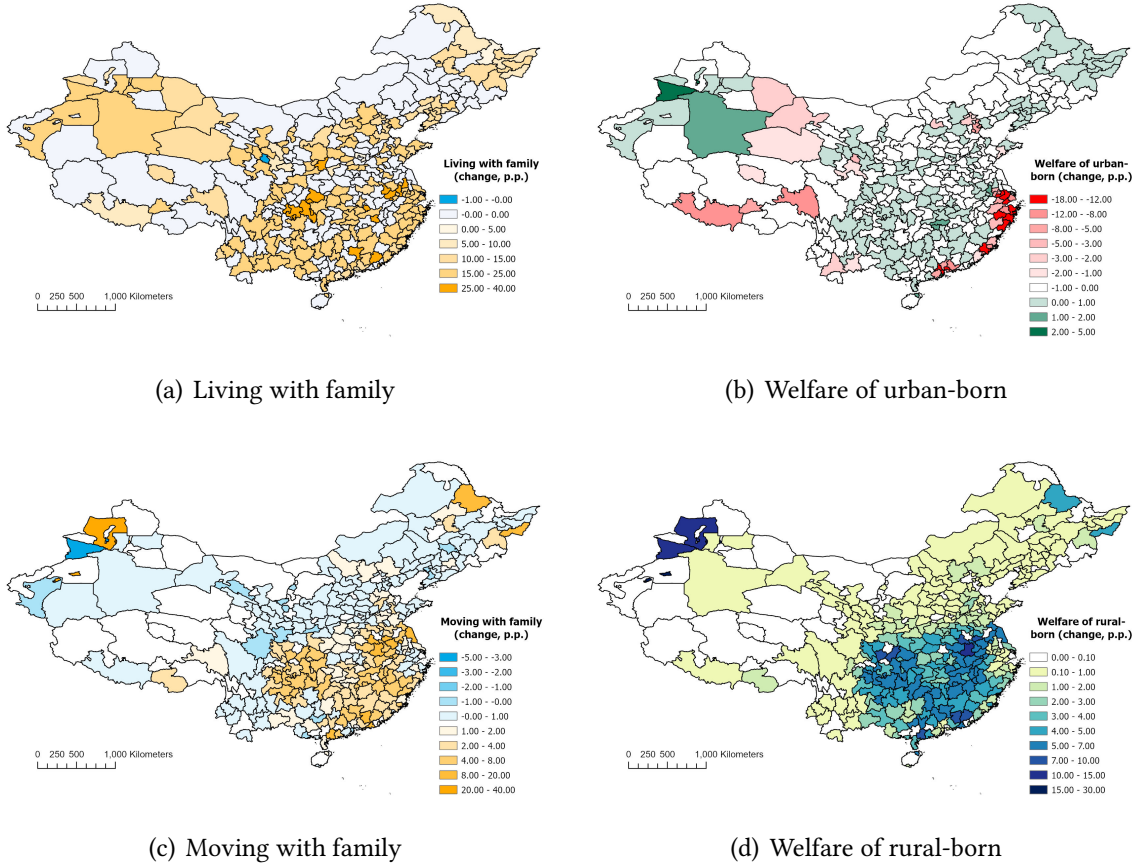 Living with family
(change, p.p.)
-1.00 - -0.00
-0.00 - 0.00
0.00 - 5.00
5.00 - 10.00
10.00 - 15.00
15.00 - 25.00
25.00 - 40.00
0 250 500 1,000 Kilometers
(a) Living with family
Welfare of urban-
born (change, p.p.)
-18.00 - -12.00
-12.00 - -8.00
-8.00 - -5.00
-5.00 - -3.00
-3.00 - -2.00
-2.00 - -1.00
-1.00 - 0.00
0.00 - 1.00
1.00 - 2.00
2.00 - 5.00
0 250 500 1,000 Kilometers
(b) Welfare of urban-born
Moving with family
(change, p.p.)
-5.00 - -3.00
-3.00 - -2.00
-2.00 - -1.00
-1.00 - -0.00
-0.00 - 1.00
1.00 - 2.00
2.00 - 4.00
4.00 - 8.00
8.00 - 20.00
20.00 - 40.00
0 250 500 1,000 Kilometers
(c) Moving with family
Welfare of rural-
born (change, p.p.)
0.00 - 0.10
0.10 - 1.00
1.00 - 2.00
2.00 - 3.00
3.00 - 4.00
4.00 - 5.00
5.00 - 7.00
7.00 - 10.00
10.00 - 15.00
15.00 - 30.00
0 250 500 1,000 Kilometers
(d) Welfare of rural-born